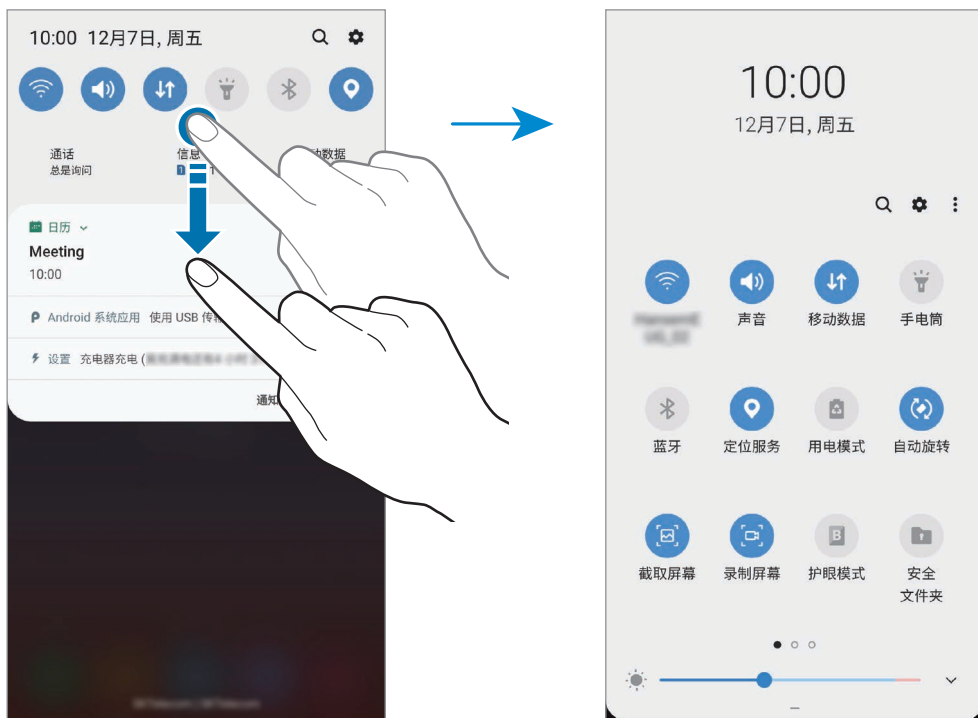 10:00 12月7日, 周五
通话
总是询问
信息
动数据
日历
Meeting
10:00
Android 系统应用 使用 USB 传
设置 充电器充电 (
通知
10:00
12月7日, 周五
声音
移动数据
手电筒
蓝牙
定位服务
用电模式
自动旋转
截取屏幕
录制屏幕
护眼模式
安全
文件夹